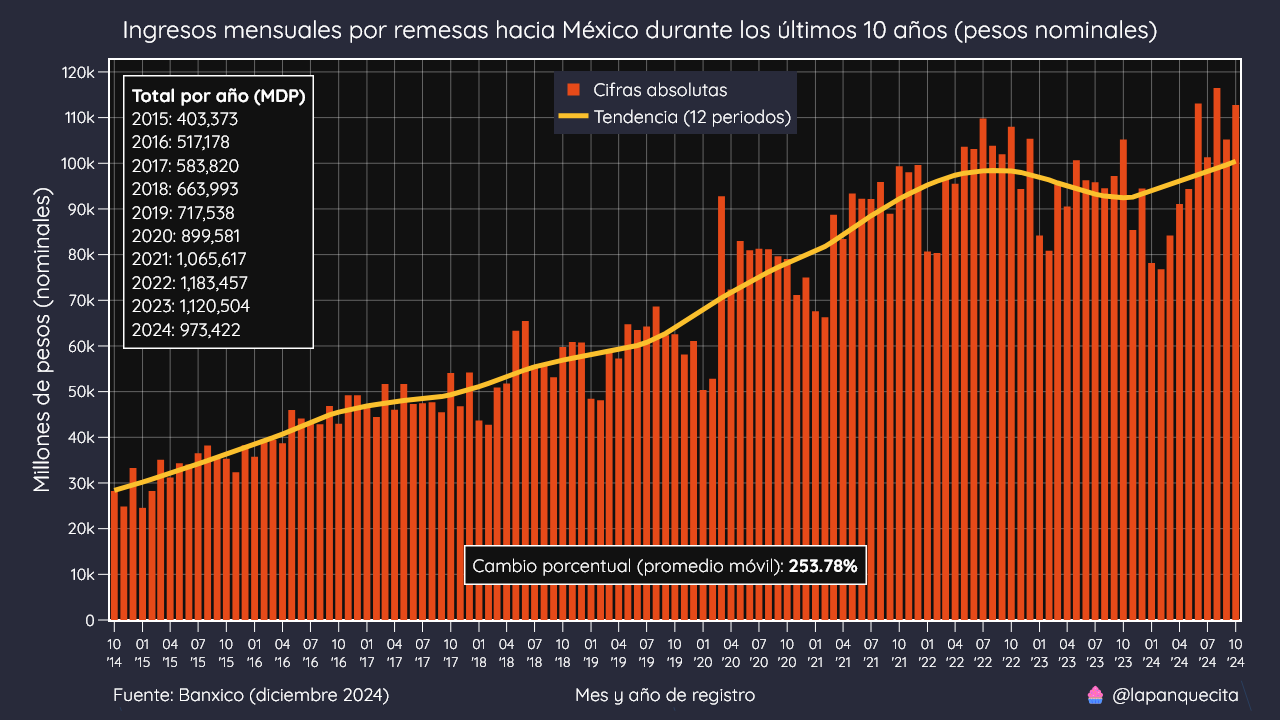 Ingresos mensuales por remesas hacia México durante los últimos 10 años (pesos nominales)
Millones de pesos (nominales)
120k
110k
100k
90k
80k
70k
60k
50k
40k
30k
20k
10k
0
Total por año (MDP)
2015: 403,373
2016: 517,178
2017: 583,820
2018: 663,993
2019: 717,538
2020: 899,581
2021: 1,065,617
2022: 1,183,457
2023: 1,120,504
2024: 973,422
Cifras absolutas
Tendencia (12 periodos)
Cambio porcentual (promedio móvil): 253.78%
10 01 04 07 10 01 04 07 10 01 04 07 10 01 04 07 10 01 04 07 10 01 04 07 10 01 04 07 10 01 04 07 10 01 04 07 10 01 04 07 10
'14 '15 '15 '15 '15 '16 '16 '16 '16 '17 '17 '17 '17 '18 '18 '18 '18 '19 '19 '19 '19 '20 '20 '20 '20 '21 '21 '21 '21 '22 '22 '22 '22 '23 '23 '23 '23 '24 '24 '24 '24
Fuente: Banxico (diciembre 2024)
Mes y año de registro
🧁 @lapanquecita